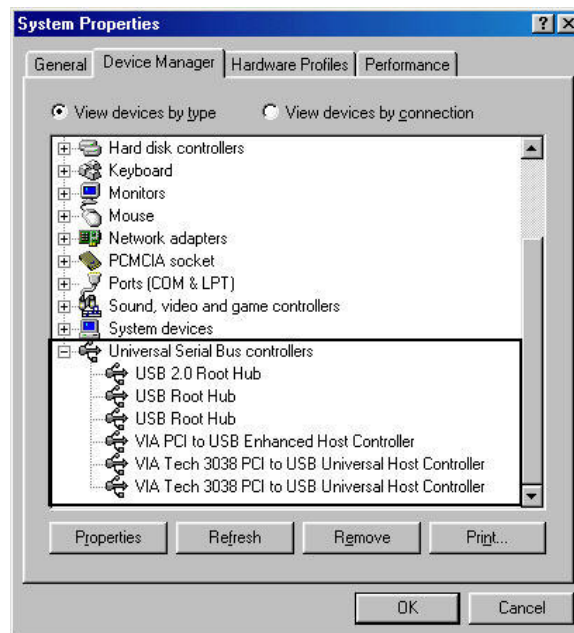 System Properties
General Device Manager Hardware Profiles Performance
View devices by type View devices by connection
Hard disk controllers
Keyboard
Monitors
Mouse
Network adapters
PCMCIA socket
Ports (COM & LPT)
Sound, video and game controllers
System devices
Universal Serial Bus controllers
USB 2.0 Root Hub
USB Root Hub
USB Root Hub
VIA PCI to USB Enhanced Host Controller
VIA Tech 3038 PCI to USB Universal Host Controller
VIA Tech 3038 PCI to USB Universal Host Controller
Properties Refresh Remove Print...
OK Cancel